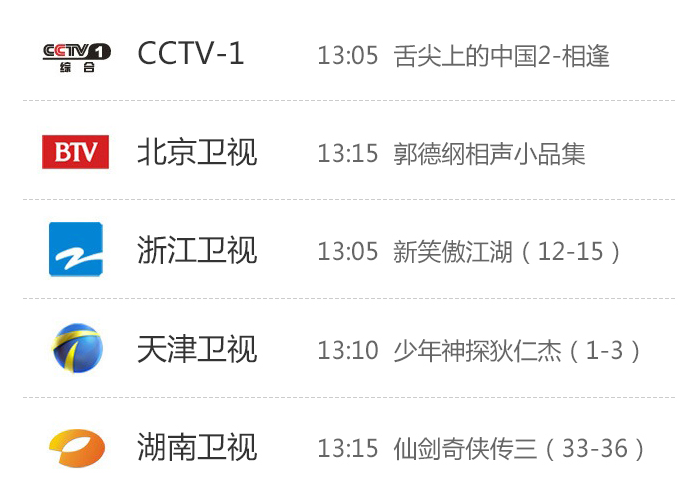 CCTV1 CCTV-1 13:05 舌尖上的中国2-相逢
综合
BTV 北京卫视 13:15 郭德纲相声小品集
浙江卫视 13:05 新笑傲江湖（12-15）
天津卫视 13:10 少年神探狄仁杰（1-3）
湖南卫视 13:15 仙剑奇侠传三（33-36）